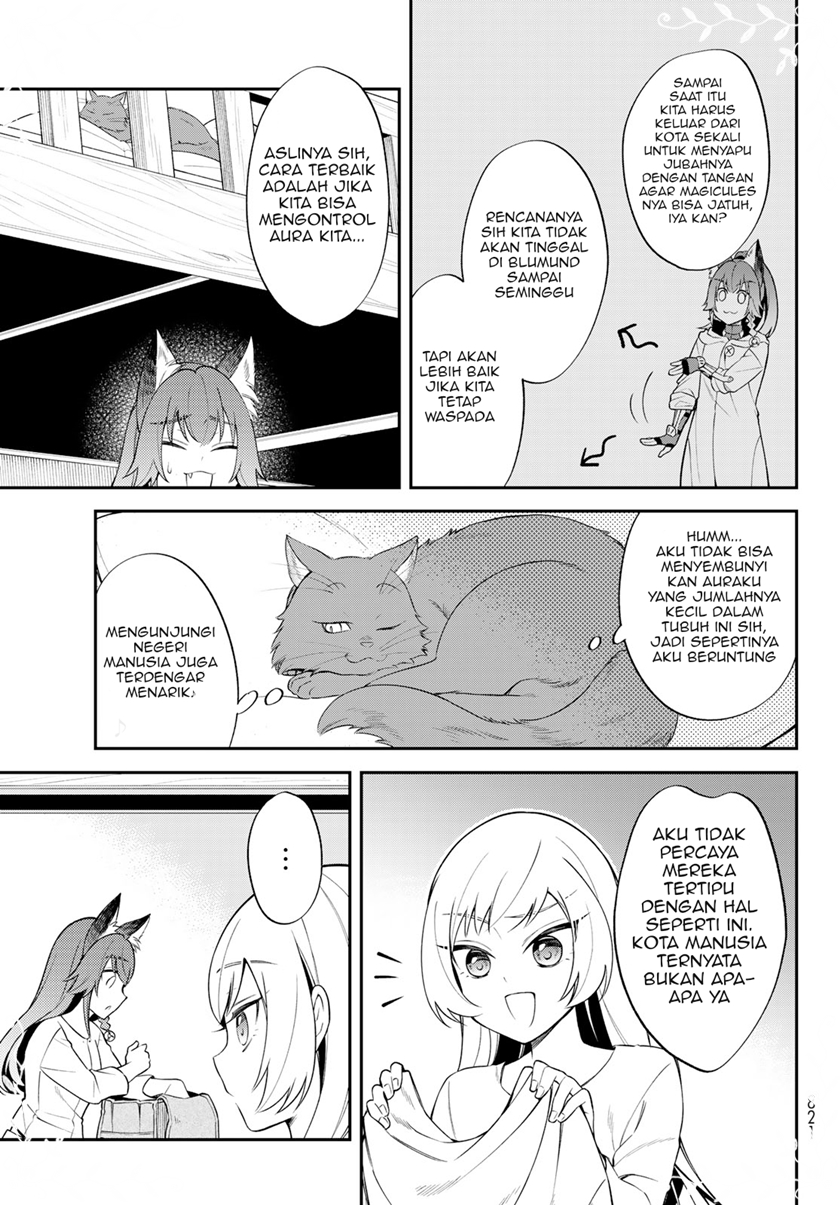 SAMPAI
SAAT ITU
KITA HARUS
KELUAR DARI
KOTA SEKALI
UNTUK MENYAPU
JUBAHNYA
DENGAN TANGAN
AGAR MAGICULES
NYA BISA JATUH,
IYA KAN?
RENCANANYA
SIH KITA TIDAK
AKAN TINGGAL
DI BLUMUND
SAMPAI
SEMINGGU
TAPI AKAN
LEBIH BAIK
JIKA KITA
TETAP
WASPADA
ASLINYA SIH,
CARA TERBAIK
ADALAH JIKA
KITA BISA
MENGONTROL
AURA KITA...
HUMM...
AKU TIDAK BISA
MENYEMBUNYI
KAN AURAKU
YANG JUMLAHNYA
KECIL DALAM
TUBUH INI SIH,
JADI SEPERTINYA
AKU BERUNTUNG
MENGUNJUNGI
NEGERI
MANUSIA JUGA
TERDENGAR
MENARIK♪
AKU TIDAK
PERCAYA
MEREKA
TERTIPU
DENGAN HAL
SEPERTI INI.
KOTA MANUSIA
TERNYATA
BUKAN APA-
APA YA
...